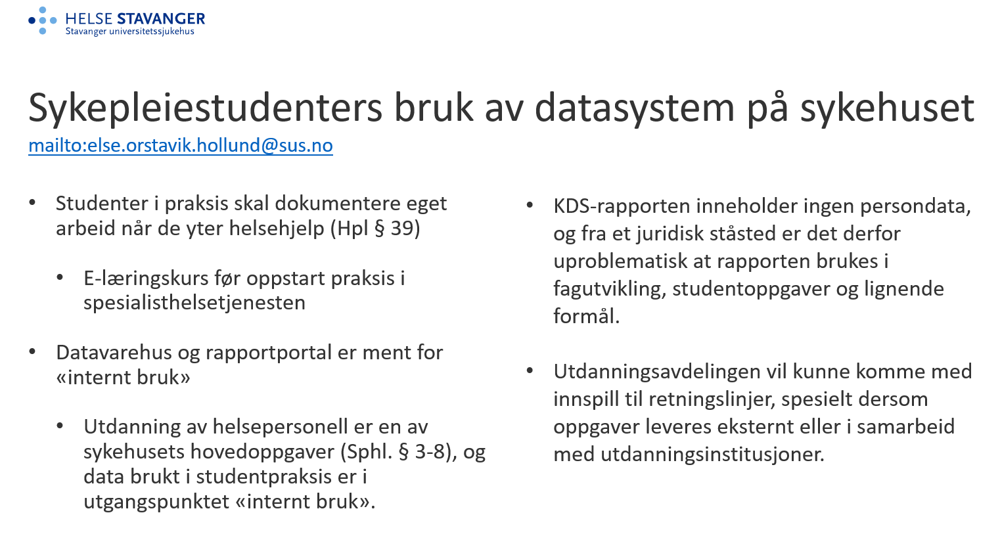 HELSE STAVANGER
Stavanger universitetssjukehus
Sykepleiestudenters bruk av datasystem på sykehuset
mailto:else.orstavik.hollund@sus.no
• Studenter i praksis skal dokumentere eget
arbeid når de yter helsehjelp (Hpl § 39)
• E-læringskurs før oppstart praksis i
spesialisthelsetjenesten
• Datavarehus og rapportportal er ment for
«internt bruk»
• Utdanning av helsepersonell er en av
sykehusets hovedoppgaver (Sphl. § 3-8), og
data brukt i studentpraksis er i
utgangspunktet «internt bruk».
• KDS-rapporten inneholder ingen persondata,
og fra et juridisk ståsted er det derfor
uproblematisk at rapporten brukes i
fagutvikling, studentoppgaver og lignende
formål.
• Utdanningsavdelingen vil kunne komme med
innspill til retningslinjer, spesielt dersom
oppgaver leveres eksternt eller i samarbeid
med utdanningsinstitusjoner.